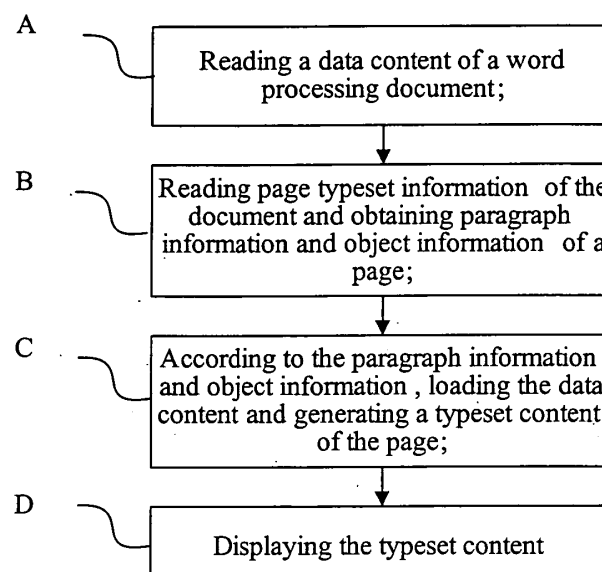 A
Reading a data content of a word
processing document;
B
Reading page typeset information of the
document and obtaining paragraph
information and object information of a
page;
C
According to the paragraph information
and object information , loading the data
content and generating a typeset content
of the page;
D
Displaying the typeset content